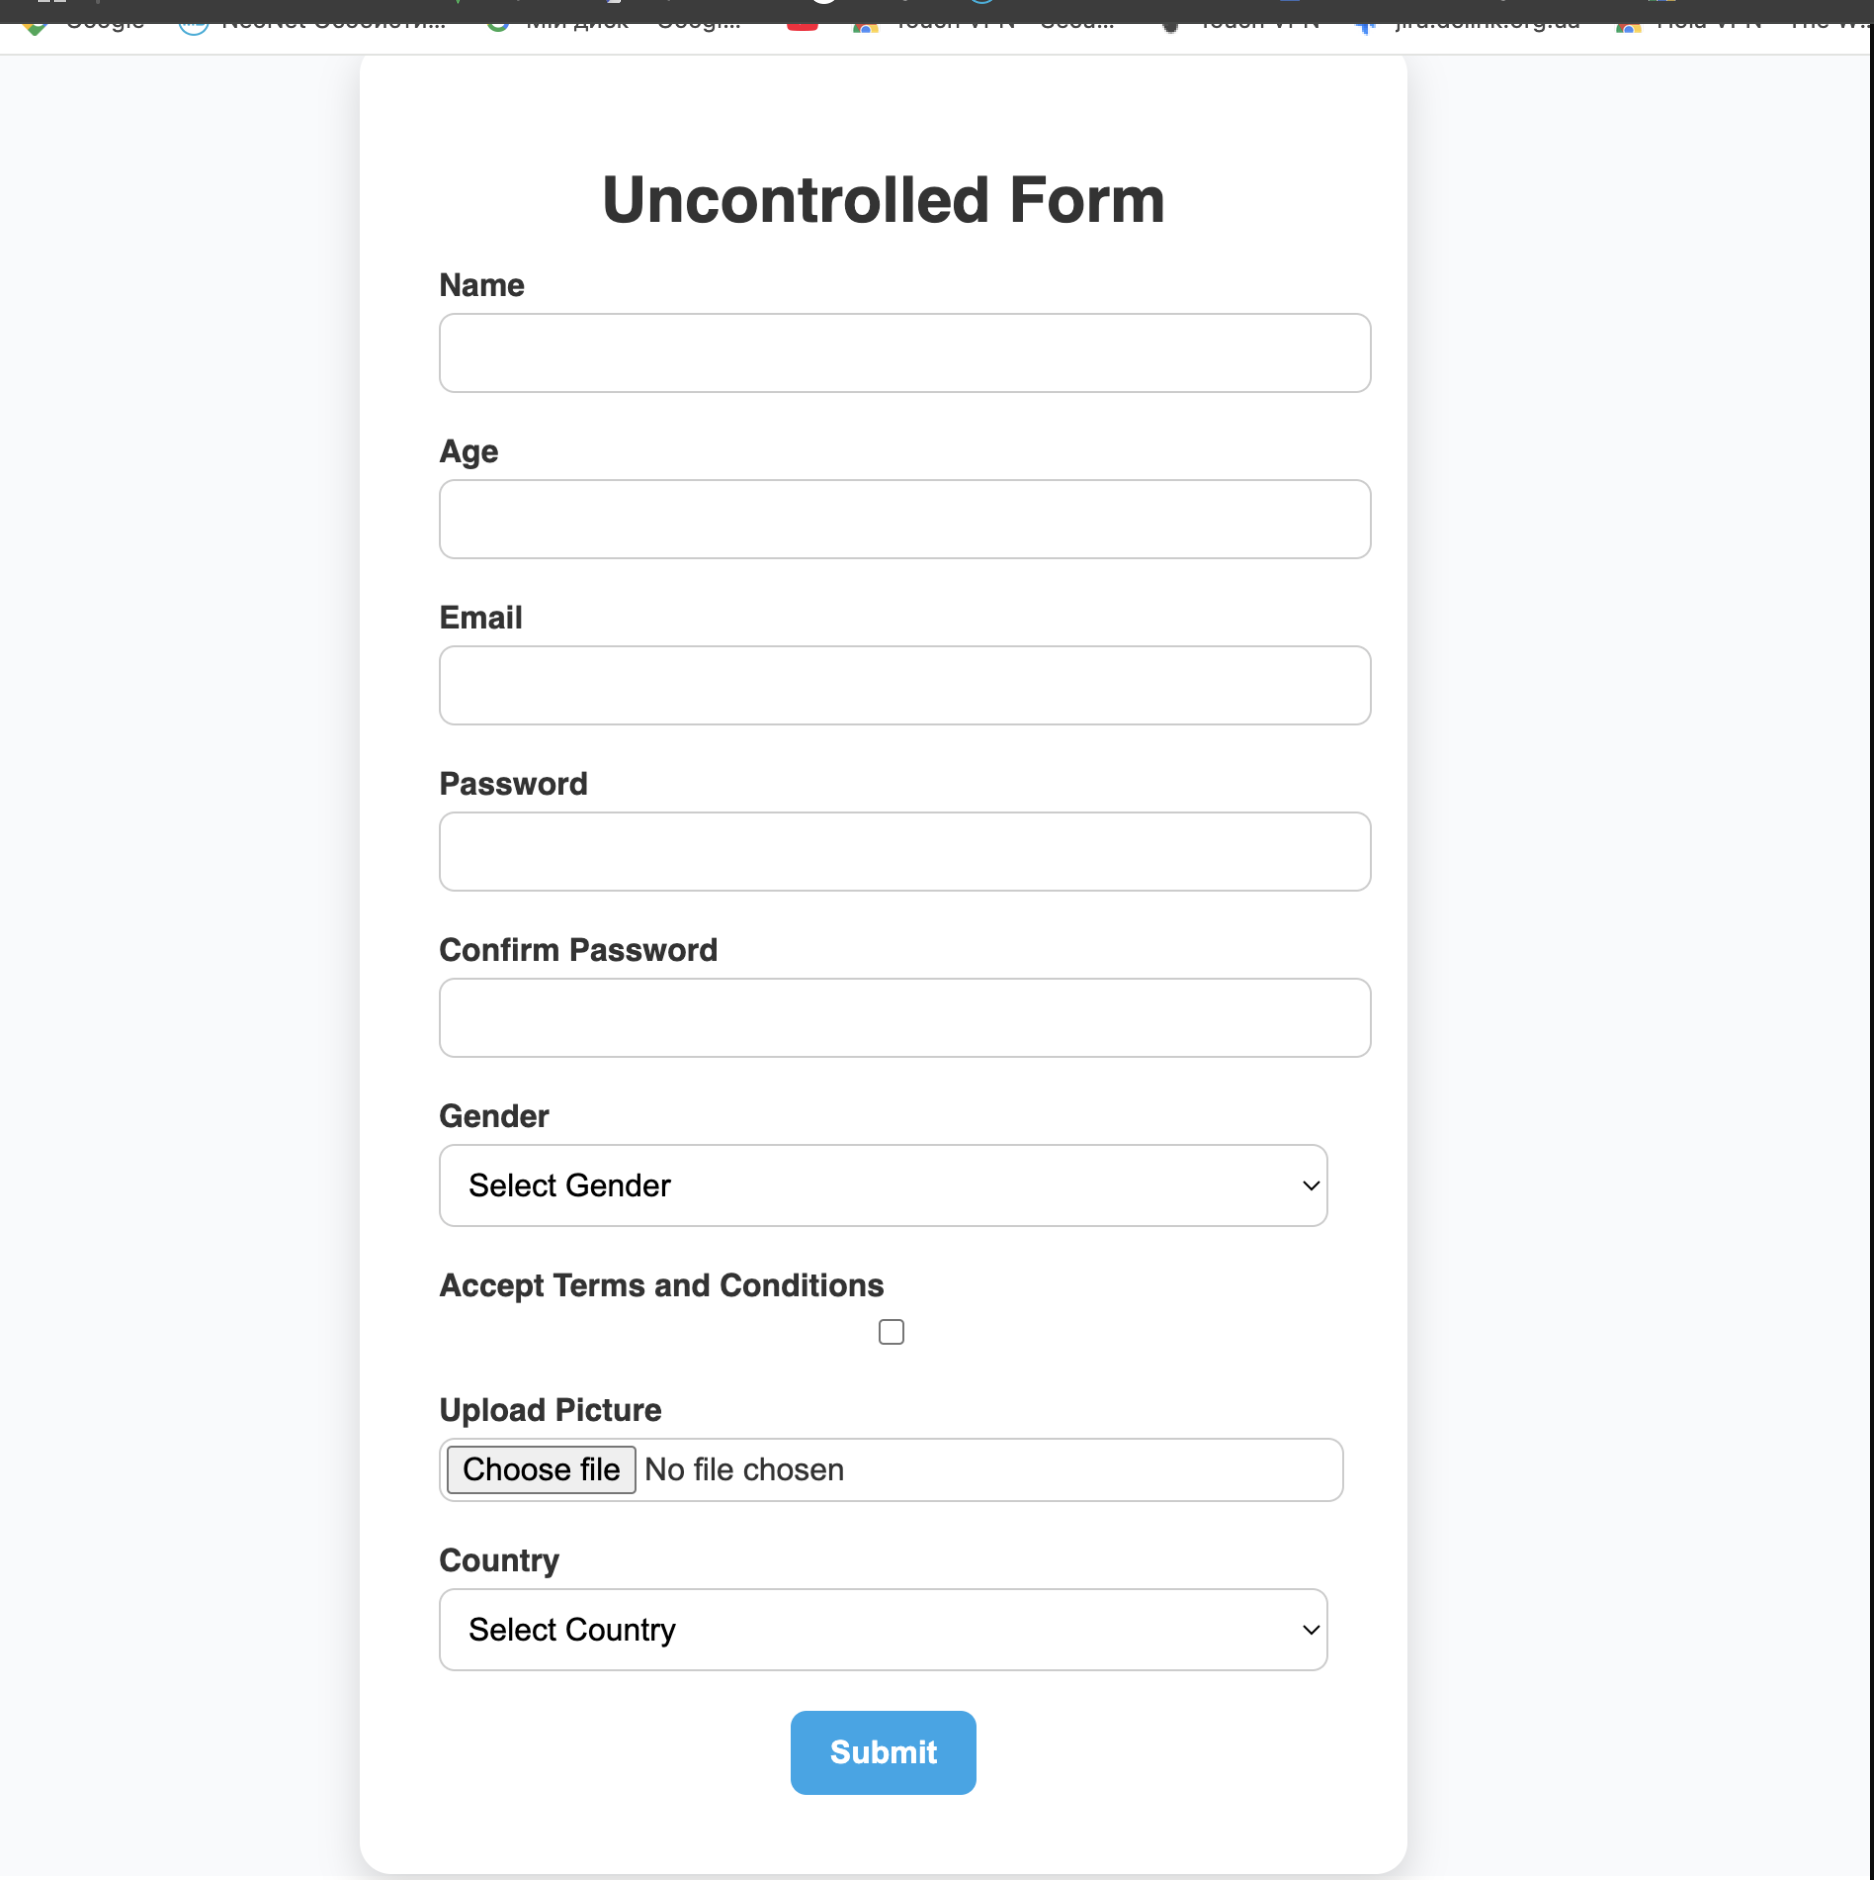 Uncontrolled Form
Name
Age
Email
Password
Confirm Password
Gender
Select Gender
Accept Terms and Conditions
Upload Picture
Choose file No file chosen
Country
Select Country
Submit